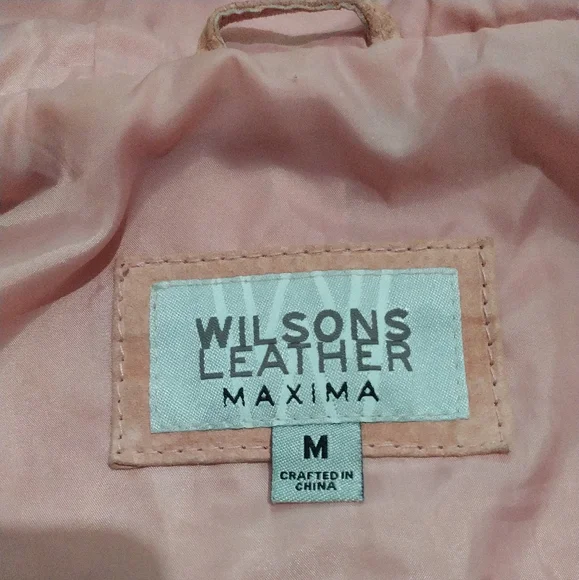 WILSONS
LEATHER
MAXIMA
M
CRAFTED IN
CHINA